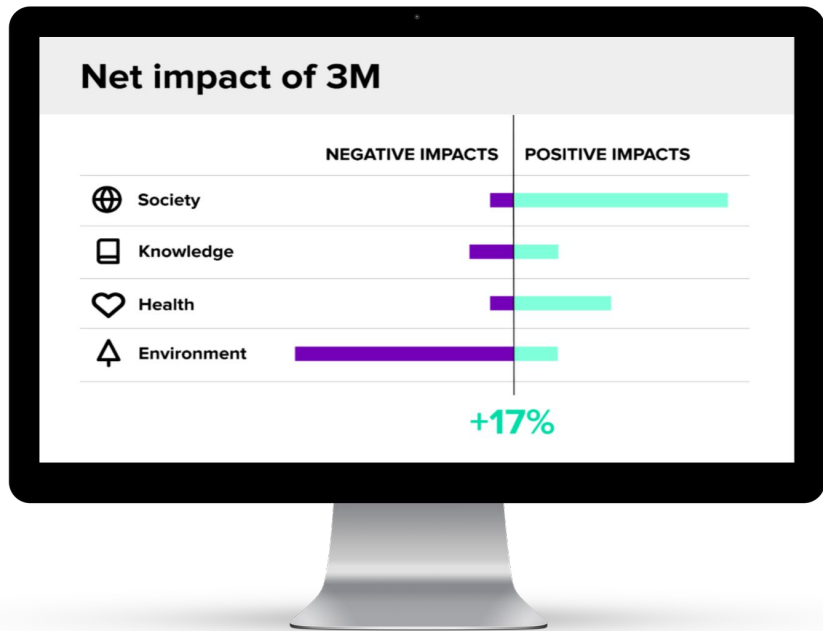 Net impact of 3M
NEGATIVE IMPACTS POSITIVE IMPACTS
Society
Knowledge
Health
Environment
+17%